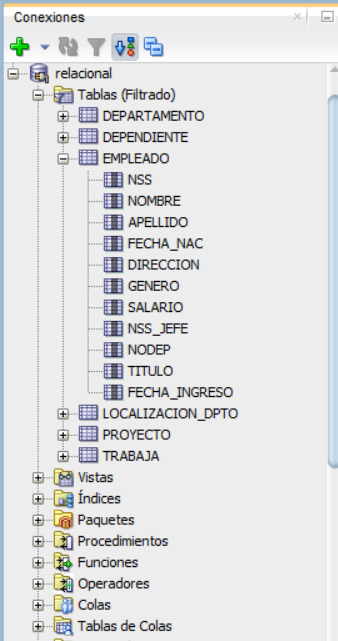 Conexiones
relacional
Tablas (Filtrado)
DEPARTAMENTO
DEPENDIENTE
EMPLEADO
NSS
NOMBRE
APELLIDO
FECHA_NAC
DIRECCION
GENERO
SALARIO
NSS_JEFE
NODEP
TITULO
FECHA_INGRESO
LOCALIZACION_DPTO
PROYECTO
TRABAJA
Vistas
Índices
Paquetes
Procedimientos
Funciones
Operadores
Colas
Tablas de Colas